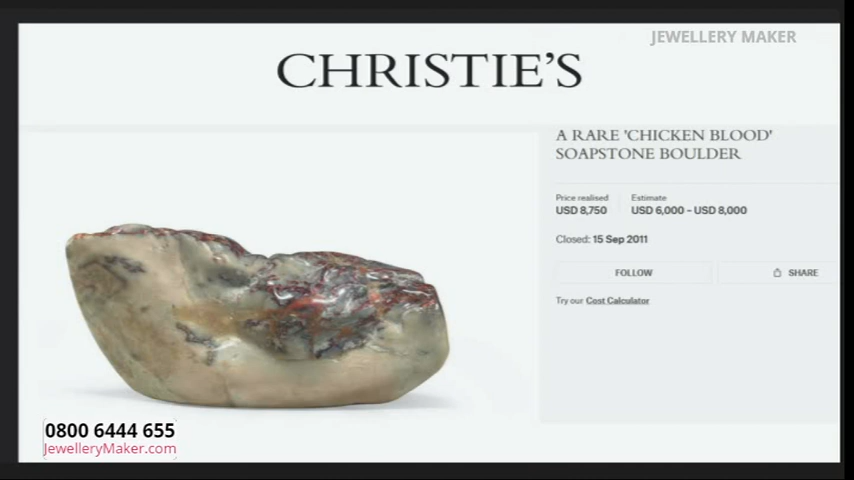 JEWELLERY MAKER
CHRISTIE'S
A RARE 'CHICKEN BLOOD'
SOAPSTONE BOULDER
Price realised Estimate
USD 8,750 USD 6,000 – USD 8,000
Closed: 15 Sep 2011
FOLLOW SHARE
Try our Cost Calculator
0800 6444 655
JewelleryMaker.com